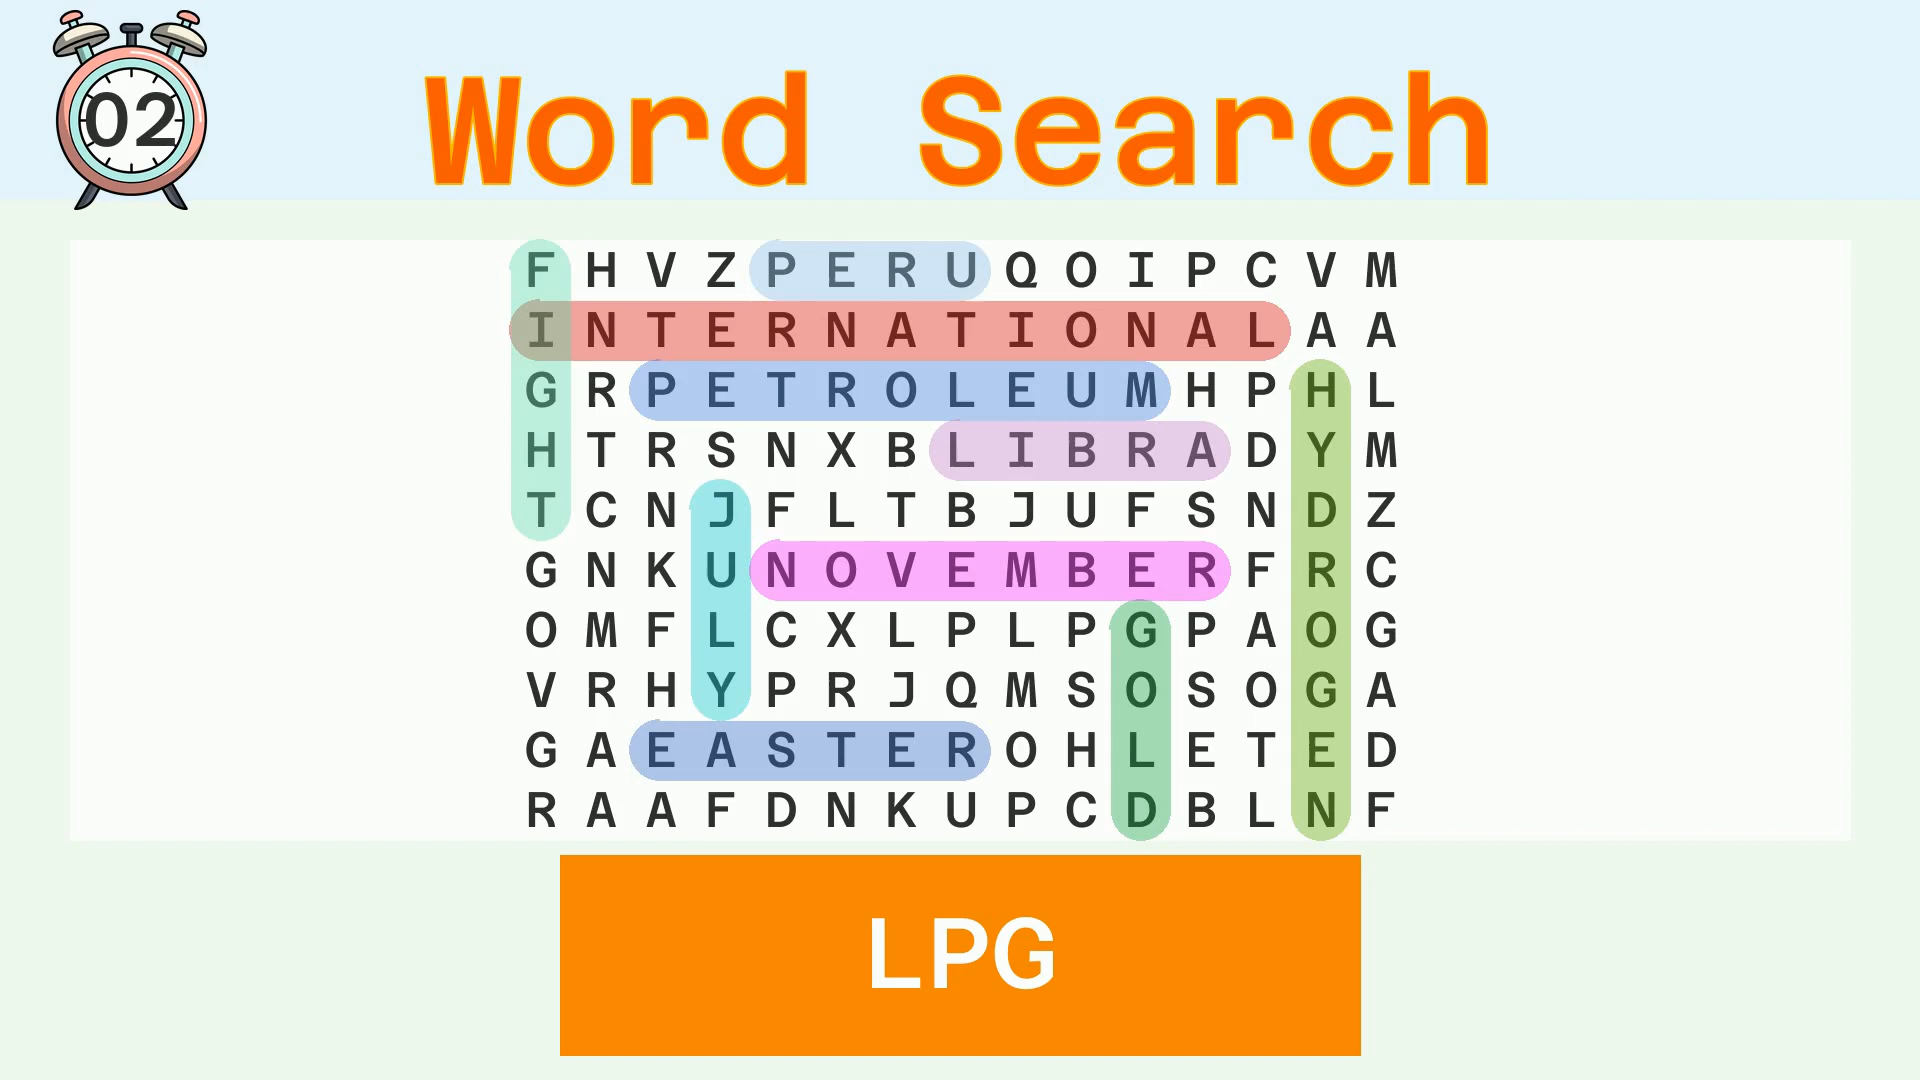 02
Word Search
F H V Z P E R U Q O I P C V M
I N T E R N A T I O N A L A A
G R P E T R O L E U M H P H L
H T R S N X B L I B R A D Y M
T C N J F L T B J U F S N D Z
G N K U N O V E M B E R F R C
O M F L C X L P L P G P A O G
V R H Y P R J Q M S O S O G A
G A E A S T E R O H L E T E D
R A A F D N K U P C D B L N F
LPG